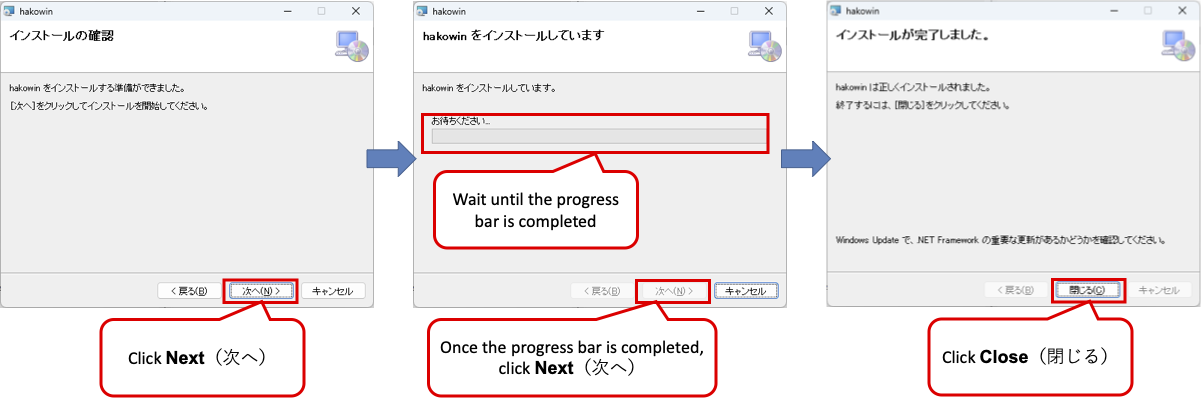 hakowin
インストールの確認
hakowin をインストールする準備ができました。
[次へ]をクリックしてインストールを開始してください。
< 戻る(B)
次へ(N) >
キャンセル
Click Next（次へ）
hakowin
hakowin をインストールしています
hakowin をインストールしています。
お待ちください...
Wait until the progress
bar is completed
< 戻る(B)
次へ(N) >
キャンセル
Once the progress bar is completed,
click Next（次へ）
hakowin
インストールが完了しました。
hakowin は正しくインストールされました。
終了するには、[閉じる]をクリックしてください。
Windows Update で、.NET Framework の重要な更新があるかどうかを確認してください。
< 戻る(B)
閉じる(C)
キャンセル
Click Close（閉じる）